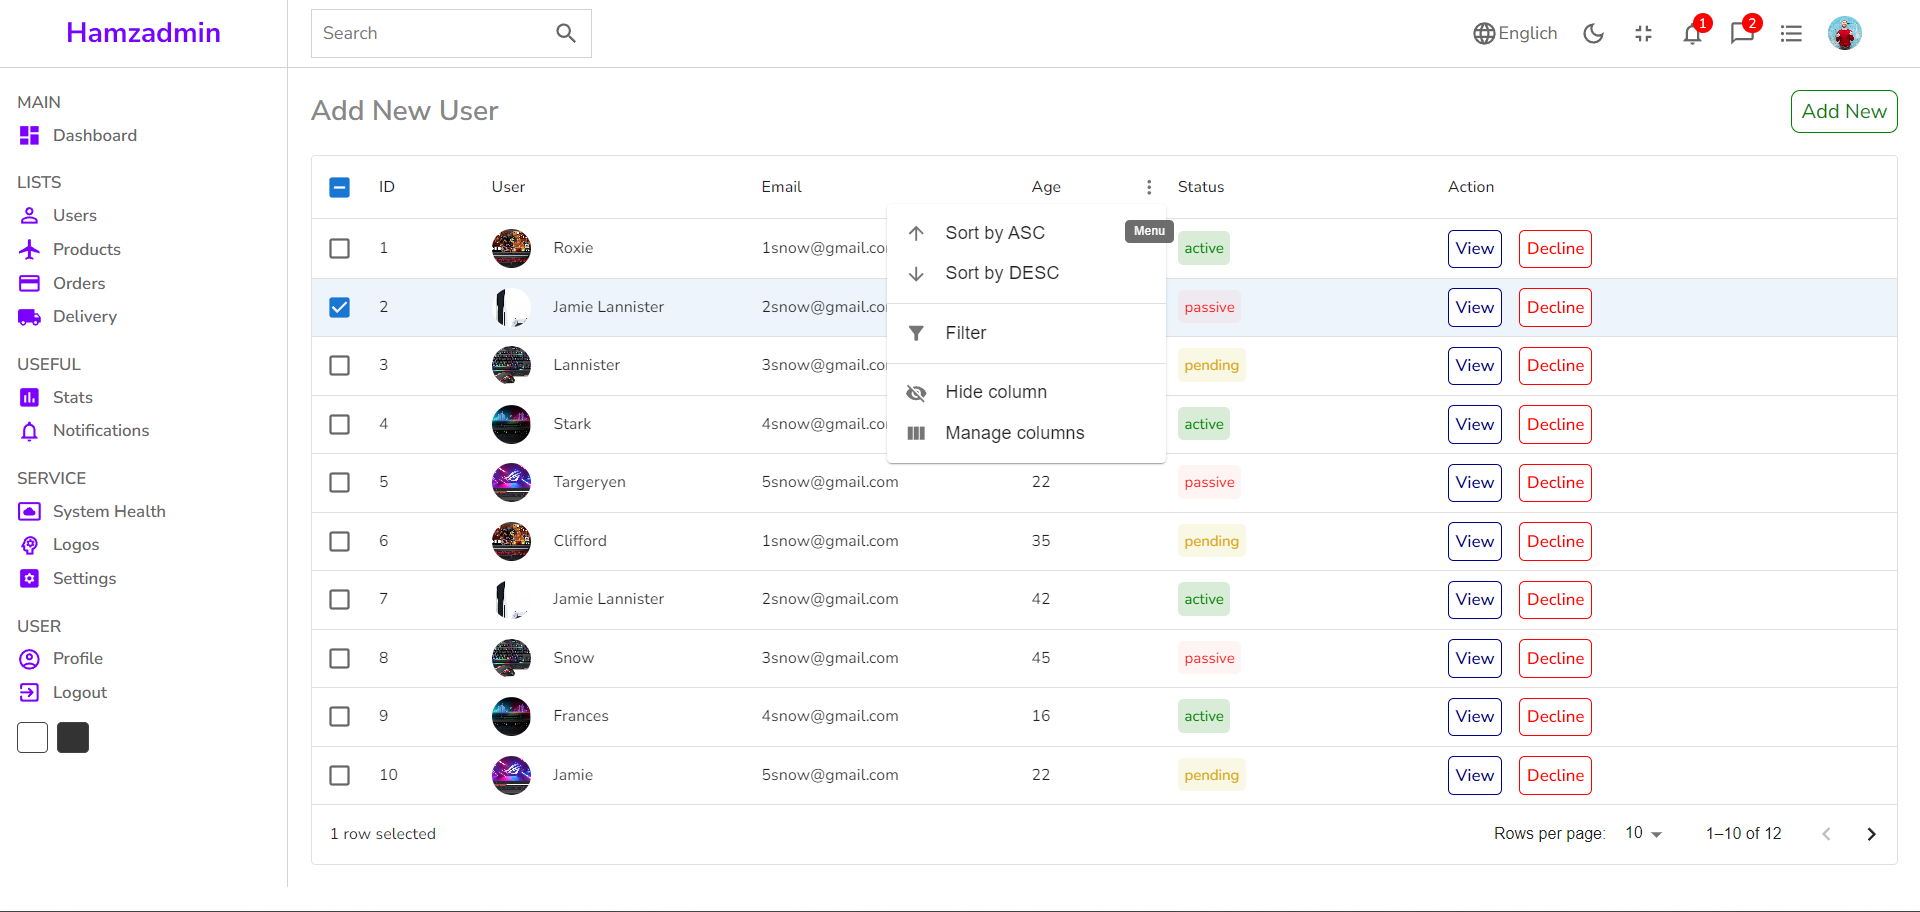 Hamzadmin
Search
English
1
2
MAIN
Dashboard
LISTS
Users
Products
Orders
Delivery
USEFUL
Stats
Notifications
SERVICE
System Health
Logos
Settings
USER
Profile
Logout
Add New User
Add New
ID User Email Age Status Action
1 Roxie 1snow@gmail.co active View Decline
2 Jamie Lannister 2snow@gmail.co passive View Decline
3 Lannister 3snow@gmail.co pending View Decline
4 Stark 4snow@gmail.co active View Decline
5 Targeryen 5snow@gmail.com 22 passive View Decline
6 Clifford 1snow@gmail.com 35 pending View Decline
7 Jamie Lannister 2snow@gmail.com 42 active View Decline
8 Snow 3snow@gmail.com 45 passive View Decline
9 Frances 4snow@gmail.com 16 active View Decline
10 Jamie 5snow@gmail.com 22 pending View Decline
Sort by ASC
Menu
Sort by DESC
Filter
Hide column
Manage columns
1 row selected
Rows per page: 10 1–10 of 12